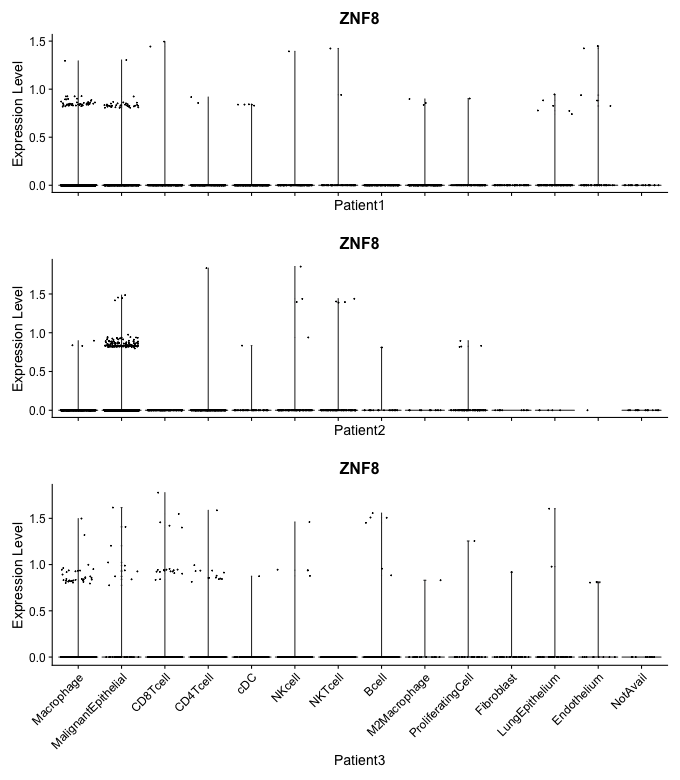 ZNF8
Expression Level
1.5
1.0
0.5
0.0
Patient1
ZNF8
Expression Level
1.5
1.0
0.5
0.0
Patient2
ZNF8
Expression Level
1.5
1.0
0.5
0.0
Macrophage
MalignantEpithelial
CD8Tcell
CD4Tcell
cDC
NKcell
NKTcell
Bcell
M2Macrophage
ProliferatingCell
Fibroblast
LungEpithelium
Endothelium
NotAvail
Patient3